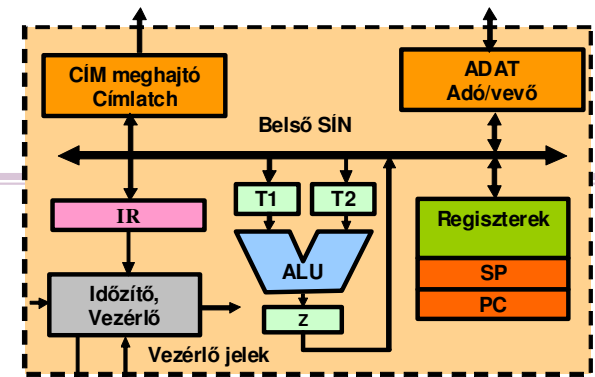 CÍM meghajtó
Címlatch
ADAT
Adó/vevő
Belső SÍN
T1
T2
IR
Regiszterek
ALU
SP
Időzítő,
Vezérlő
PC
Z
Vezérlő jelek